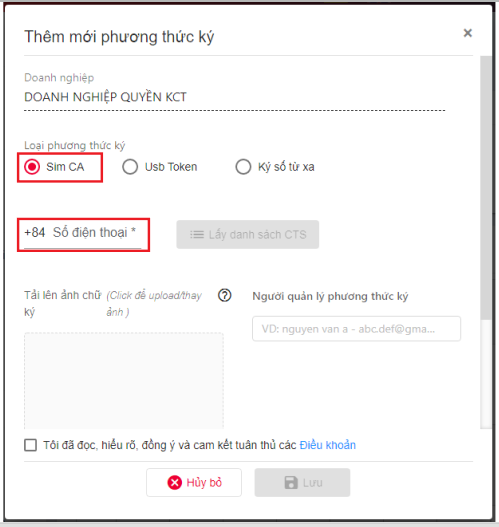 Thêm mới phương thức ký
×
Doanh nghiệp
DOANH NGHIỆP QUYỀN KCT
Loại phương thức ký
Sim CA Usb Token Ký số từ xa
+84 Số điện thoại * Lấy danh sách CTS
Tải lên ảnh chữ ký (Click để upload/thay ảnh )
Người quản lý phương thức ký
VD: nguyen van a - abc.def@gma...
Tôi đã đọc, hiểu rõ, đồng ý và cam kết tuân thủ các Điều khoản
Hủy bỏ Lưu